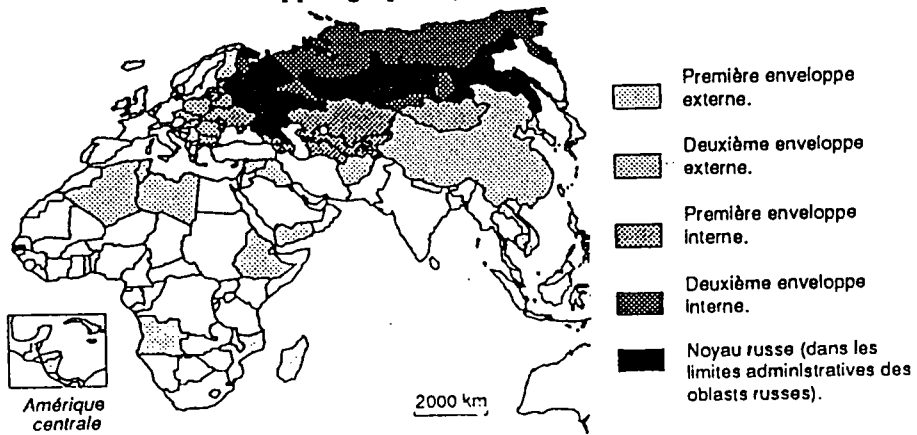 Première enveloppe
externe.
Deuxième enveloppe
externe.
Première enveloppe
interne.
Deuxième enveloppe
interne.
Noyau russe (dans les
limites administratives des
oblasts russes).
2000 km
Amérique
centrale